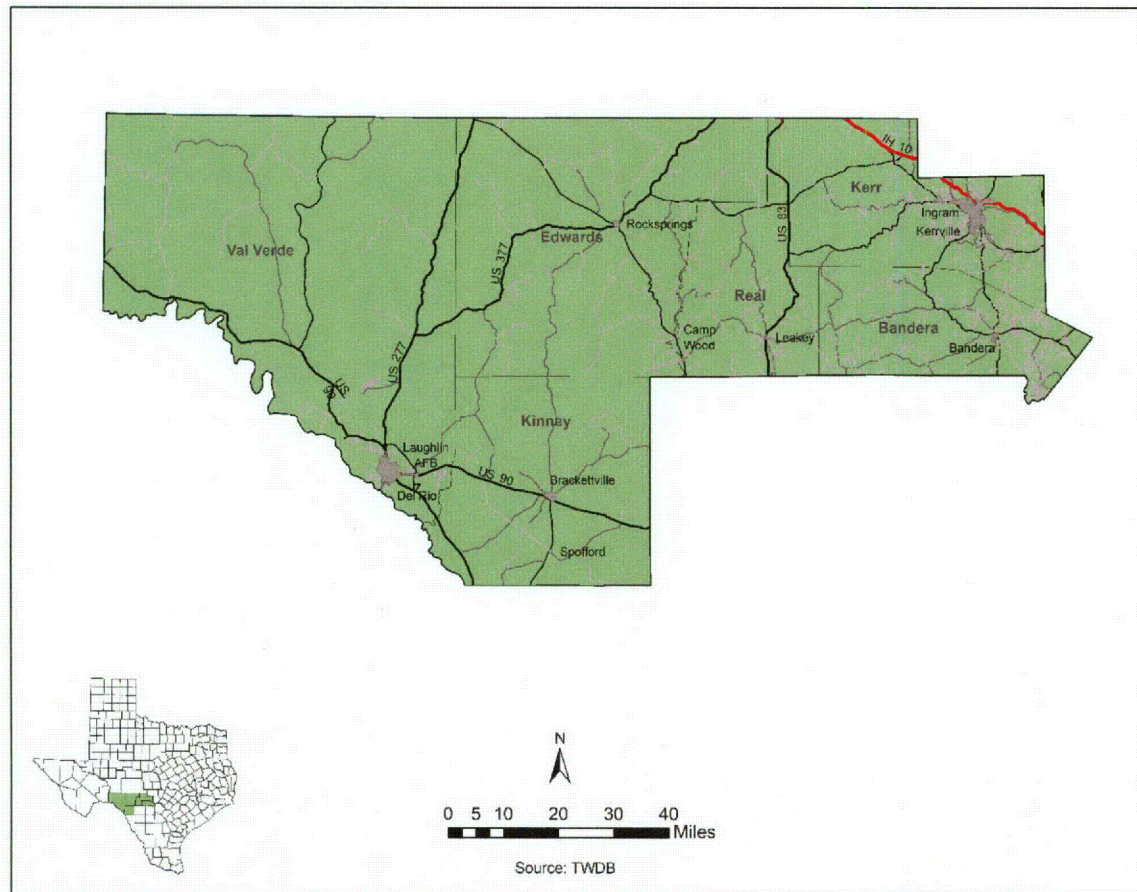 IH 10
Kerr
Ingram
Kerrville
Rocksprings
Edwards
Val Verde
US 377
US 83
Real
Camp
Wood
Leakey
Bandera
Bandera
US 277
US
90
Kinney
Laughlin
AFB
Del Rio
US 90
Brackettville
Spofford
N
0 5 10 20 30 40
Miles
Source: TWDB